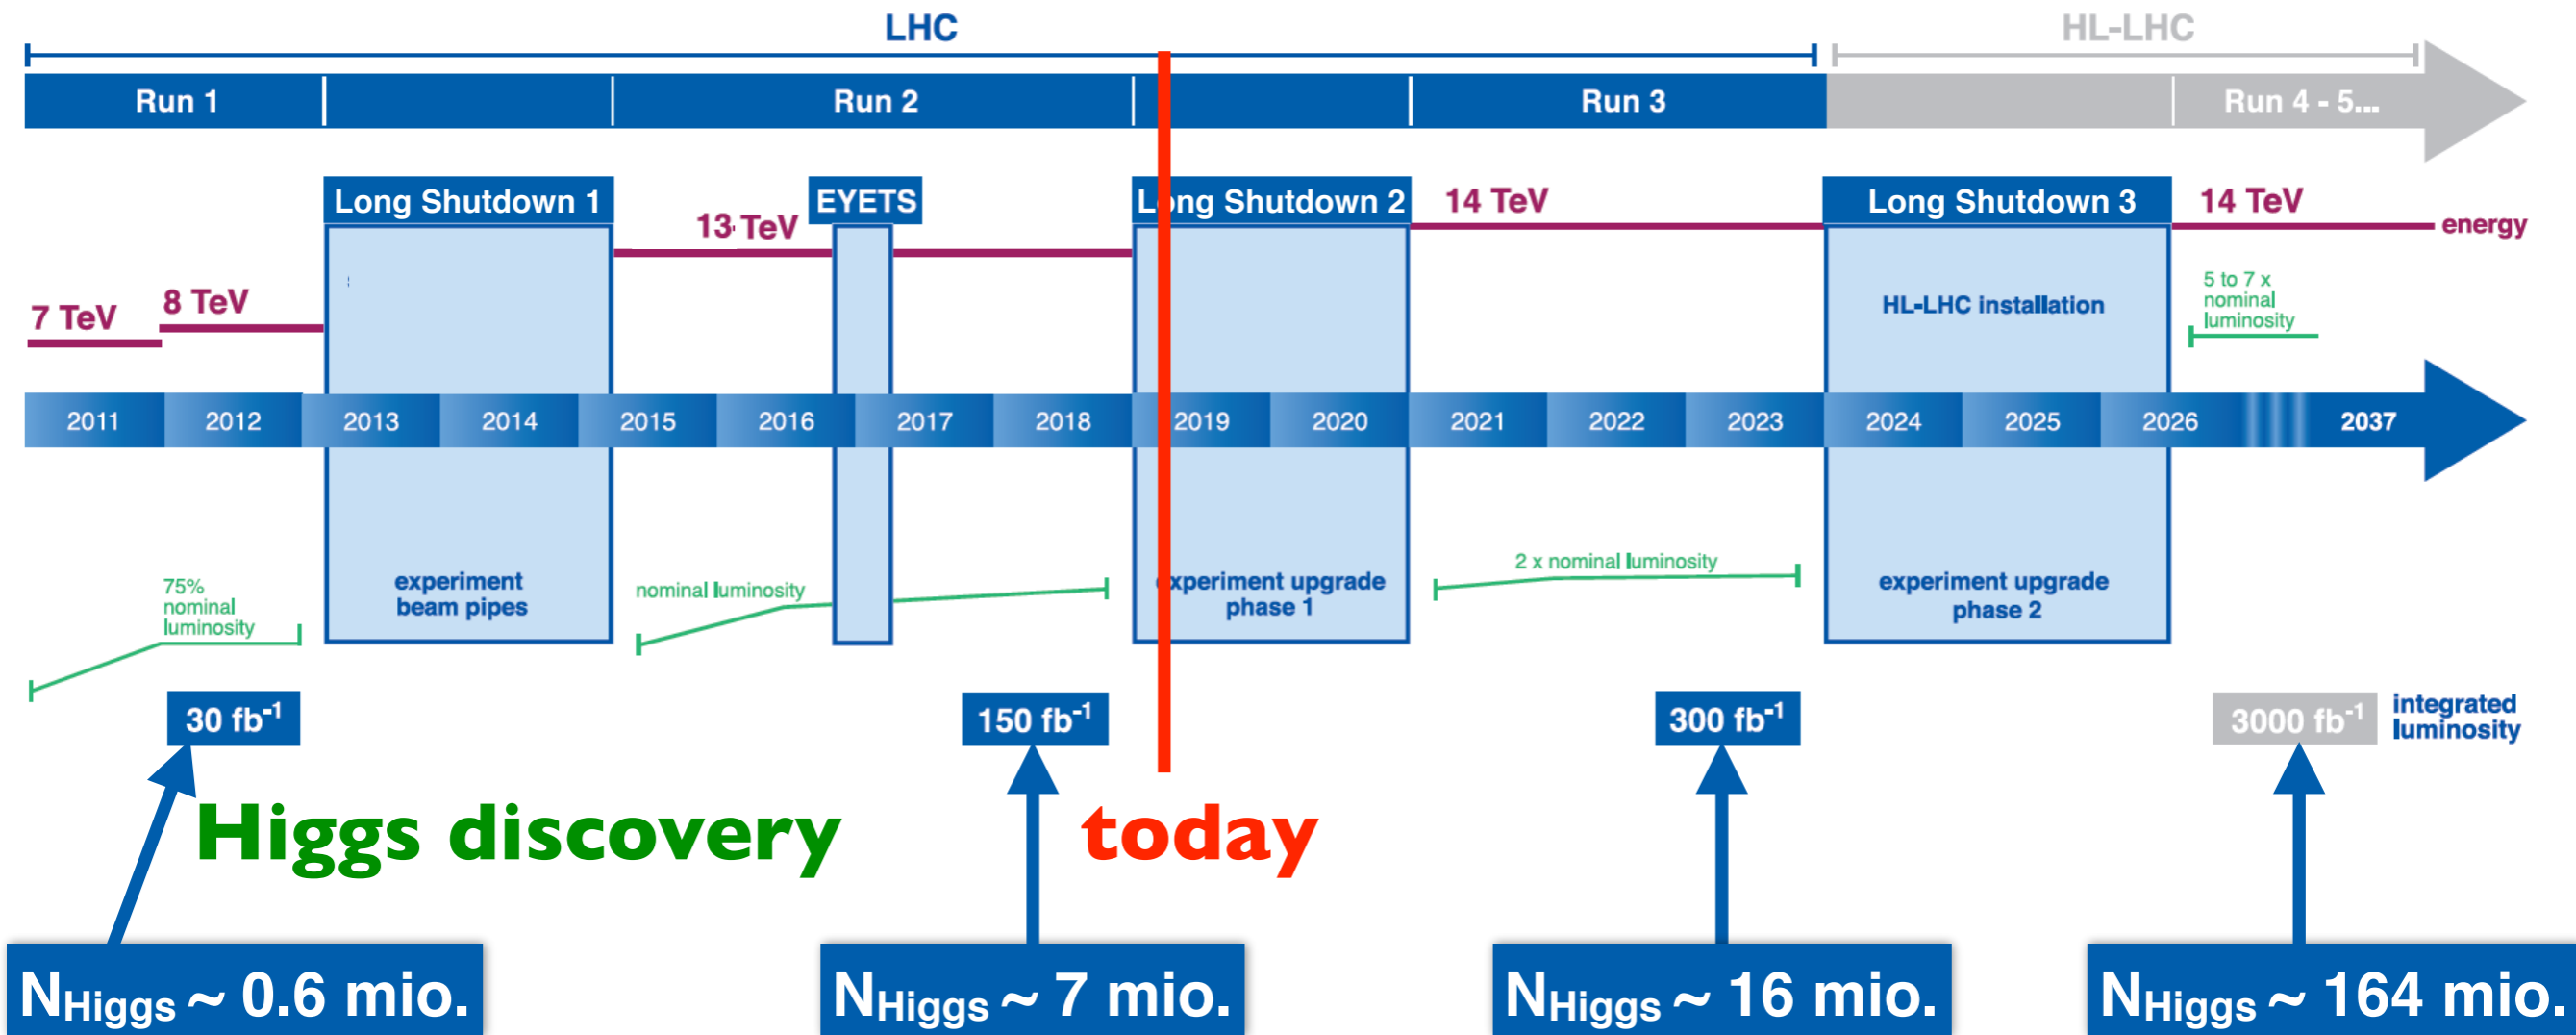 LHC
HL-LHC
Run 1
Run 2
Run 3
Run 4 - 5...
Long Shutdown 1
EYETS
Long Shutdown 2
14 TeV
Long Shutdown 3
14 TeV
13 TeV
energy
7 TeV
8 TeV
HL-LHC installation
5 to 7 x
nominal
luminosity
2011 2012 2013 2014 2015 2016 2017 2018 2019 2020 2021 2022 2023 2024 2025 2026 2037
75%
nominal
luminosity
experiment
beam pipes
nominal luminosity
experiment upgrade
phase 1
2 x nominal luminosity
experiment upgrade
phase 2
30 fb⁻¹
150 fb⁻¹
300 fb⁻¹
3000 fb⁻¹
integrated
luminosity
Higgs discovery
today
NHiggs ~ 0.6 mio.
NHiggs ~ 7 mio.
NHiggs ~ 16 mio.
NHiggs ~ 164 mio.